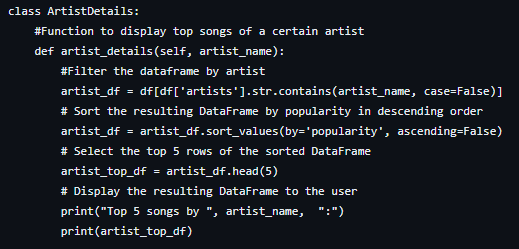 class ArtistDetails:
    #Function to display top songs of a certain artist
    def artist_details(self, artist_name):
        #Filter the dataframe by artist
        artist_df = df[df['artists'].str.contains(artist_name, case=False)]
        # Sort the resulting DataFrame by popularity in descending order
        artist_df = artist_df.sort_values(by='popularity', ascending=False)
        # Select the top 5 rows of the sorted DataFrame
        artist_top_df = artist_df.head(5)
        # Display the resulting DataFrame to the user
        print("Top 5 songs by ", artist_name,  ":")
        print(artist_top_df)